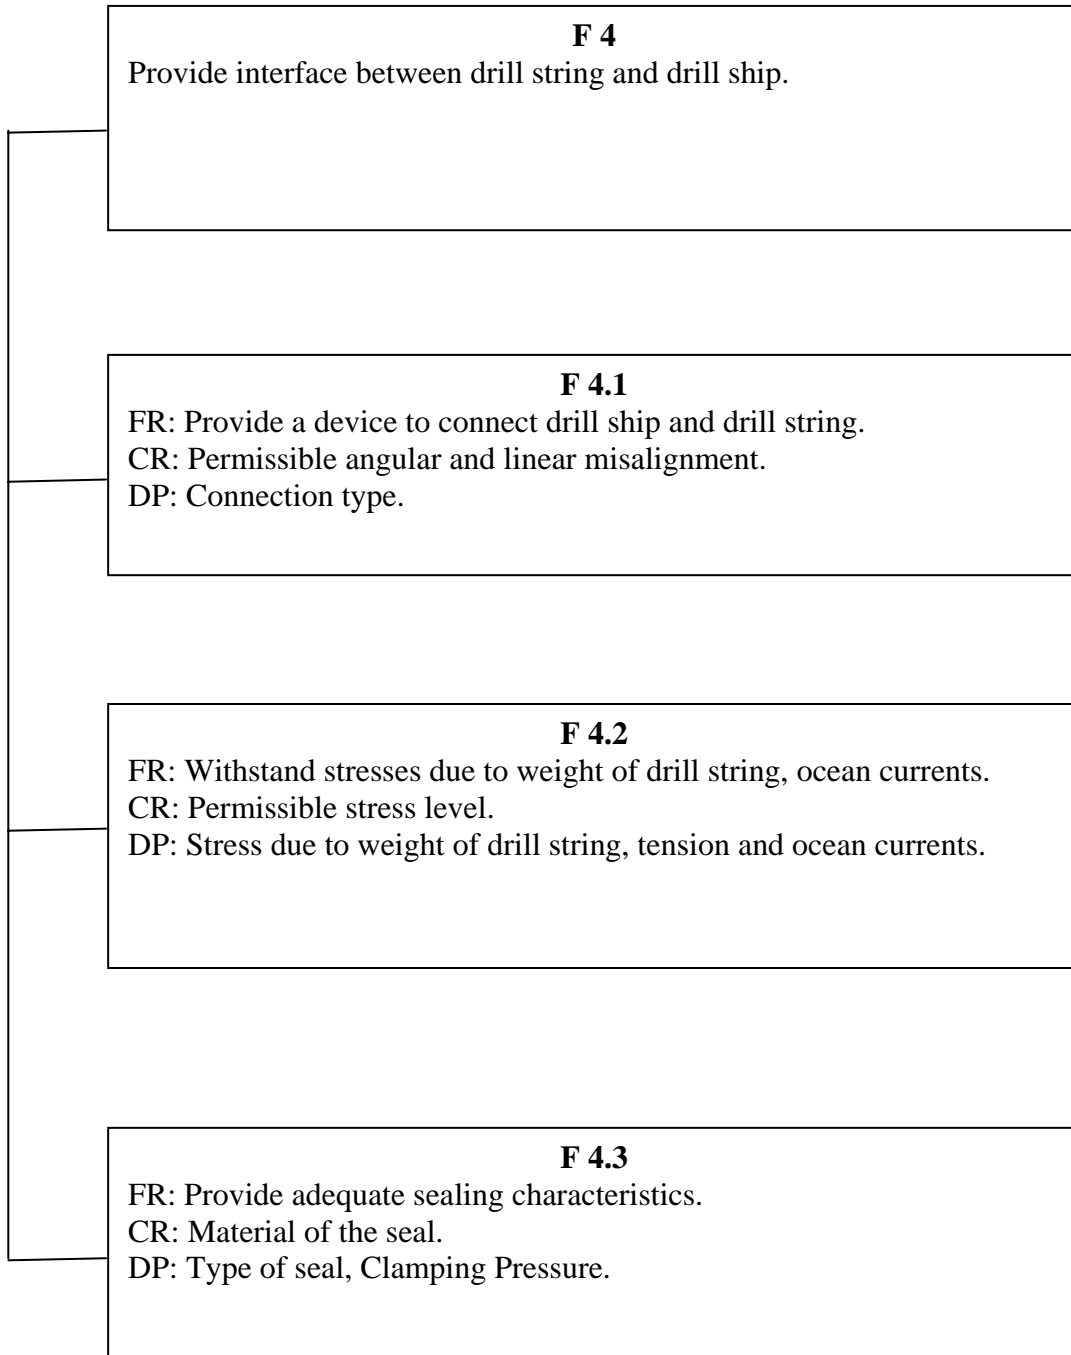 F 4
Provide interface between drill string and drill ship.
F 4.1
FR: Provide a device to connect drill ship and drill string.
CR: Permissible angular and linear misalignment.
DP: Connection type.
F 4.2
FR: Withstand stresses due to weight of drill string, ocean currents.
CR: Permissible stress level.
DP: Stress due to weight of drill string, tension and ocean currents.
F 4.3
FR: Provide adequate sealing characteristics.
CR: Material of the seal.
DP: Type of seal, Clamping Pressure.